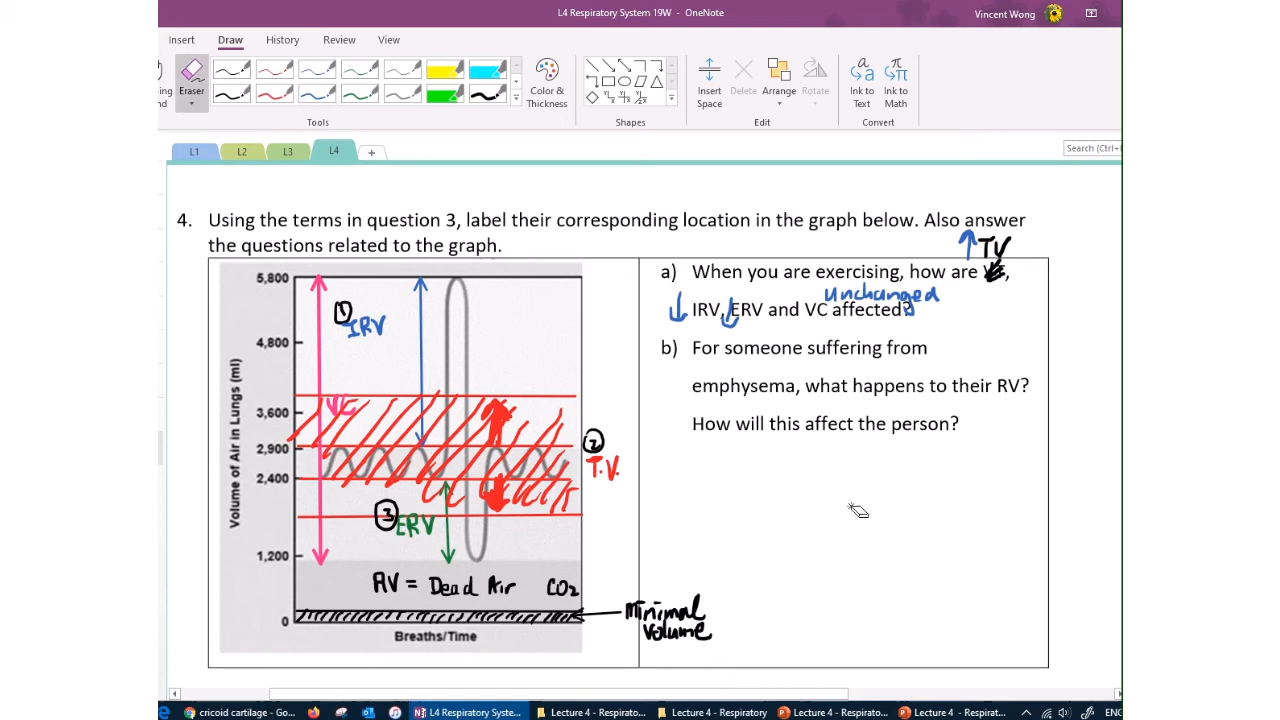 L4 Respiratory System 19W - OneNote
Vincent Wong
Insert Draw History Review View
Eraser
Color & Thickness
Insert Space
Delete
Arrange
Rotate
Ink to Text
Ink to Math
Tools
Shapes
Edit
Convert
L1 L2 L3 L4 +
Search (Ctrl+
4. Using the terms in question 3, label their corresponding location in the graph below. Also answer
the questions related to the graph.
5,800
4,800
3,600
2,900
2,400
1,200
0
Volume of Air in Lungs (ml)
Breaths/Time
1
IRV
VC
2
T.V.
3
ERV
RV = Dead Air CO2
Minimal
Volume
TV
a) When you are exercising, how are ,
unchanged
IRV, ERV and VC affected?
b) For someone suffering from
emphysema, what happens to their RV?
How will this affect the person?
cricoid cartilage - Go...
L4 Respiratory Syste...
Lecture 4 - Respirato...
Lecture 4 - Respiratory
Lecture 4 - Respirato...
Lecture 4 - Respirat...
ENG